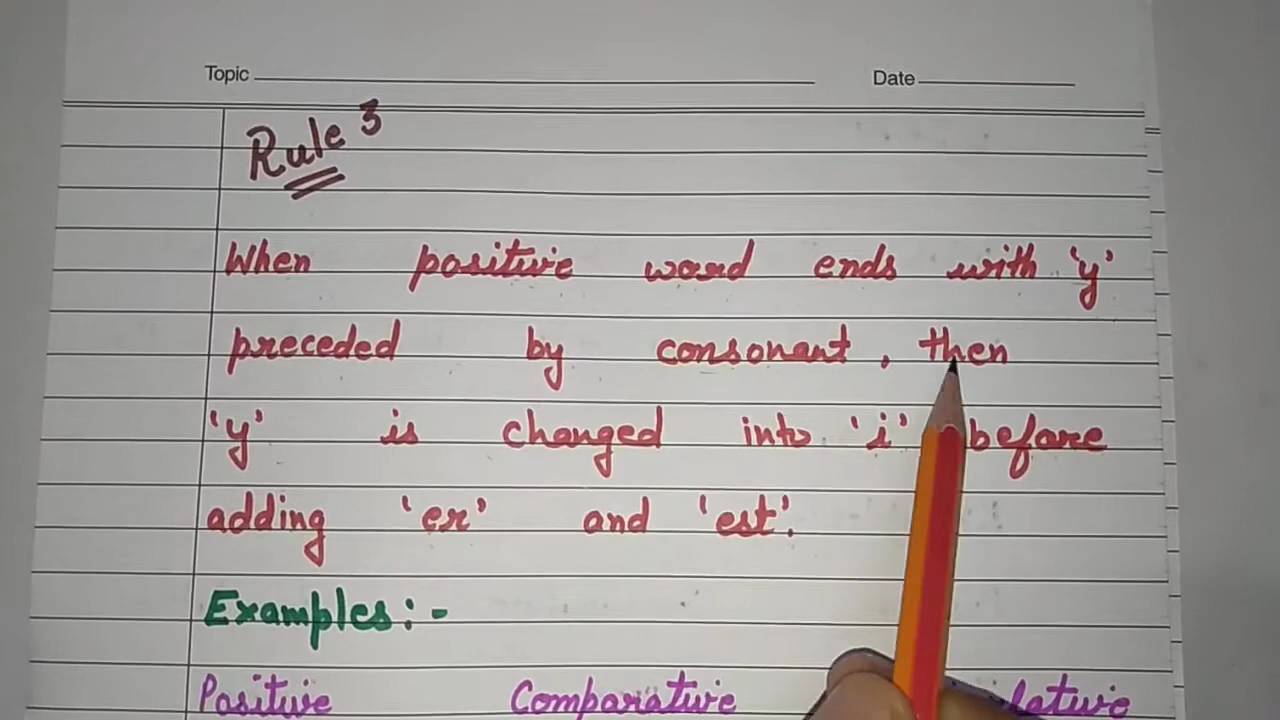 Topic Date
Rule 3
When positive word ends with 'y'
preceded by consonant, then
'y' is changed into 'i' before
adding 'er' and 'est'.
Examples:-
Positive Comparative